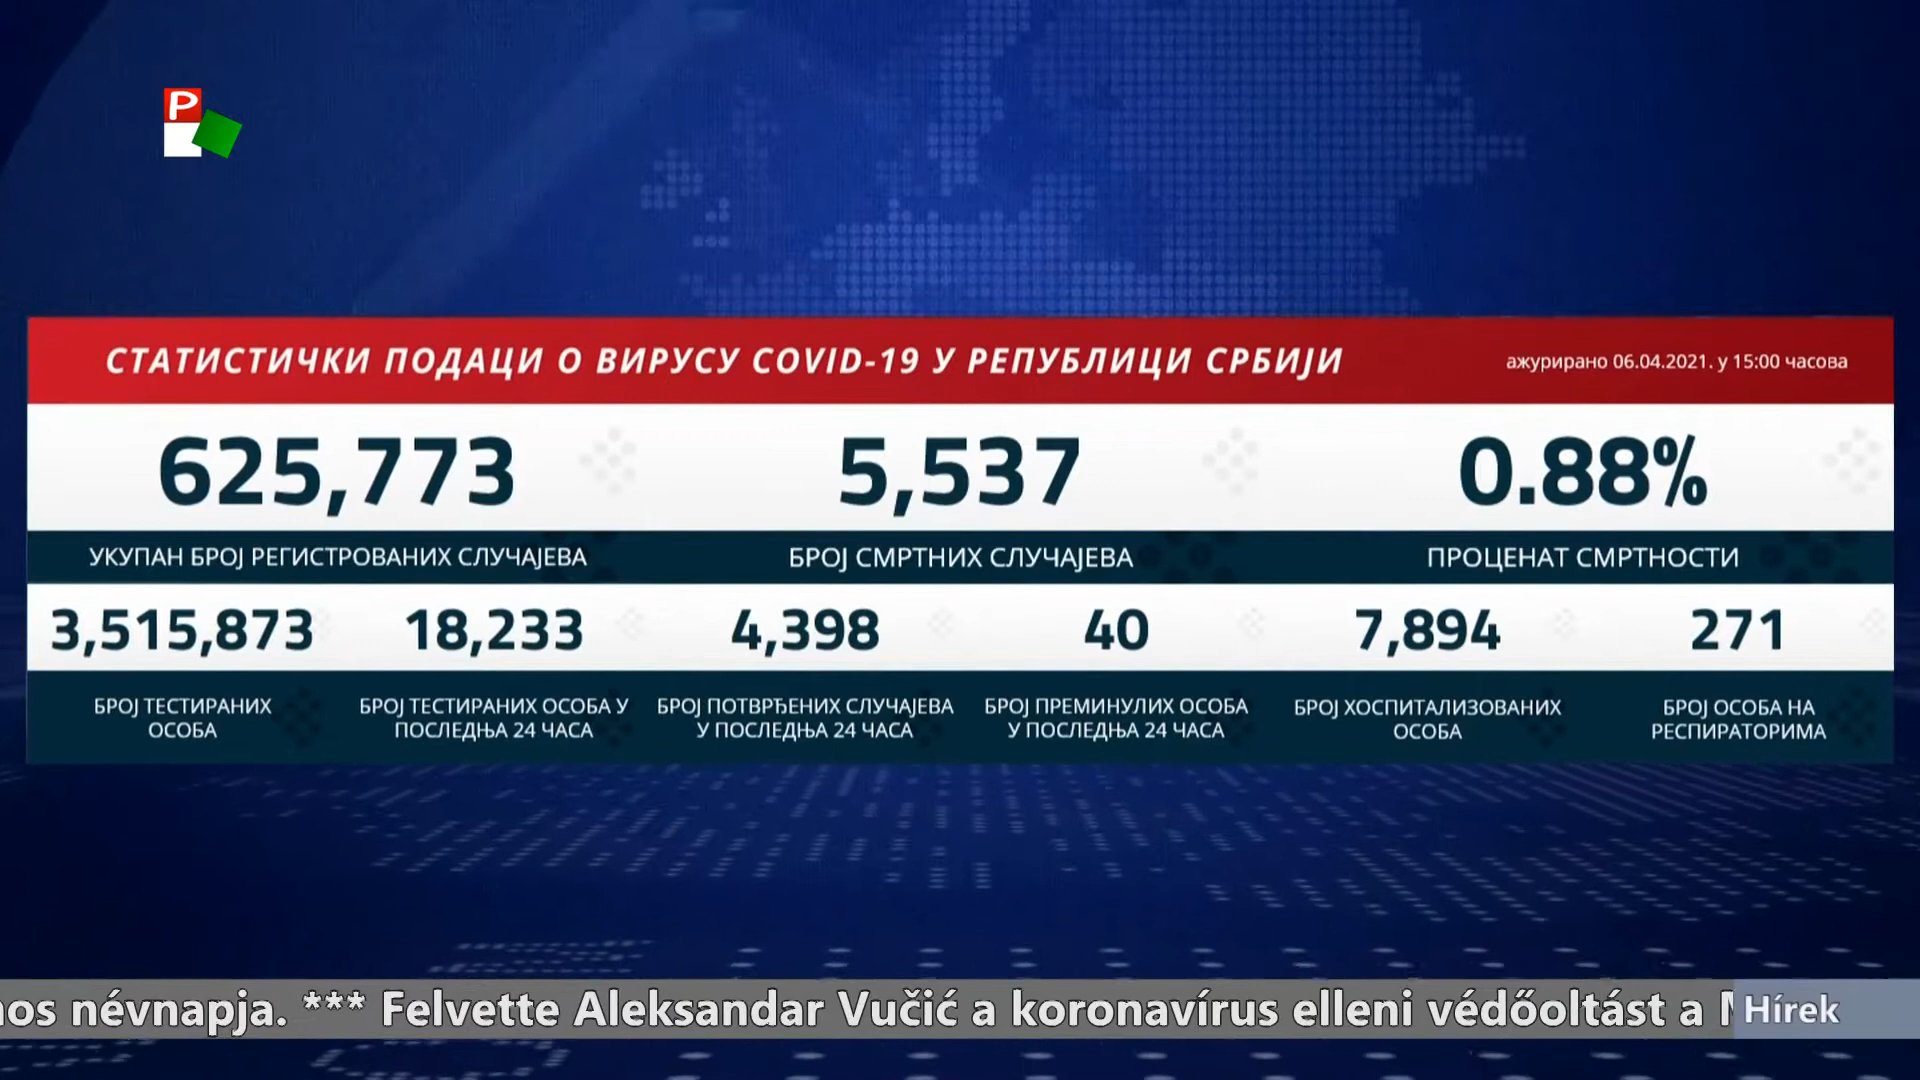 P
СТАТИСТИЧКИ ПОДАЦИ О ВИРУСУ COVID-19 У РЕПУБЛИЦИ СРБИЈИ
ажурирано 06.04.2021. у 15:00 часова
625,773
5,537
0.88%
УКУПАН БРОЈ РЕГИСТРОВАНИХ СЛУЧАЈЕВА
БРОЈ СМРТНИХ СЛУЧАЈЕВА
ПРОЦЕНАТ СМРТНОСТИ
3,515,873
18,233
4,398
40
7,894
271
БРОЈ ТЕСТИРАНИХ
ОСОБА
БРОЈ ТЕСТИРАНИХ ОСОБА У
ПОСЛЕДЊА 24 ЧАСА
БРОЈ ПОТВРЂЕНИХ СЛУЧАЈЕВА
У ПОСЛЕДЊА 24 ЧАСА
БРОЈ ПРЕМИНУЛИХ ОСОБА
У ПОСЛЕДЊА 24 ЧАСА
БРОЈ ХОСПИТАЛИЗОВАНИХ
ОСОБА
БРОЈ ОСОБА НА
РЕСПИРАТОРИМА
névnapja. *** Felvette Aleksandar Vučić a koronavírus elleni védőoltást a
Hírek